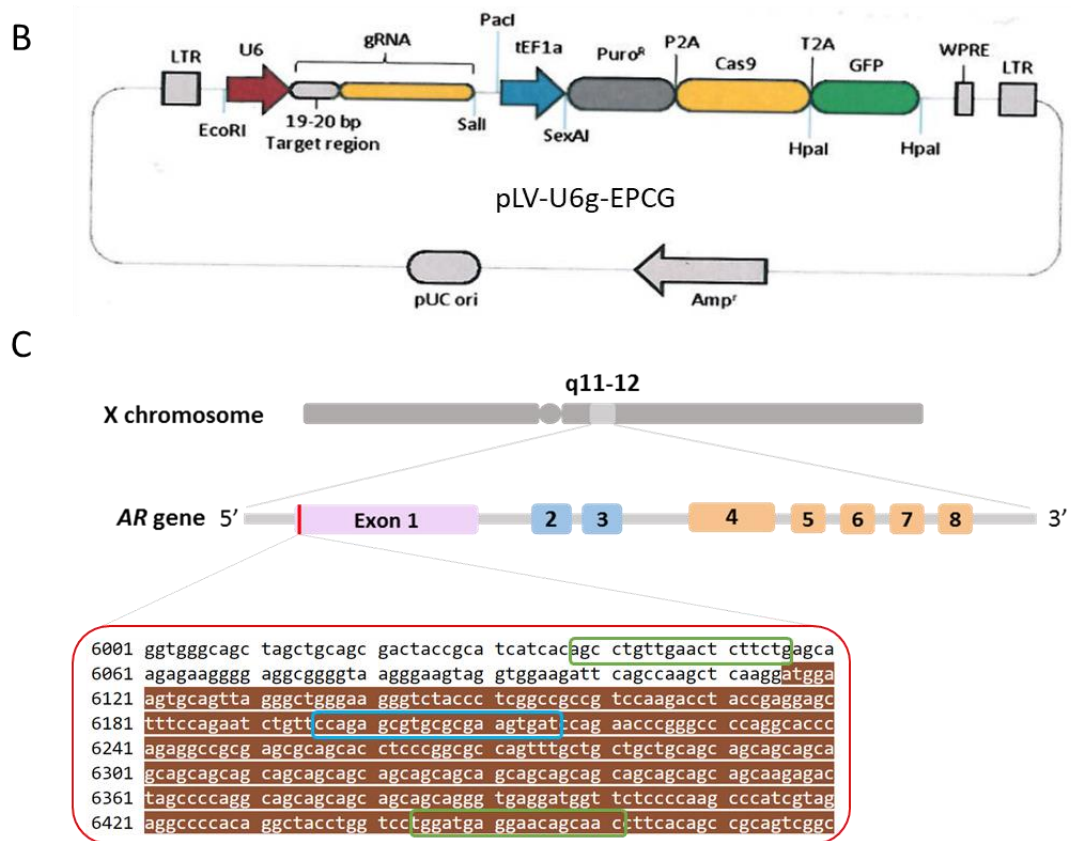 B
LTR
U6
gRNA
PacI
tEF1a
Puroᴿ
P2A
Cas9
T2A
GFP
WPRE
LTR
EcoRI
19-20 bp
Target region
SalI
SexAI
HpaI
HpaI
pLV-U6g-EPCG
pUC ori
Ampʳ
C
q11-12
X chromosome
AR gene 5’ Exon 1 2 3 4 5 6 7 8 3’
6001 ggtgggcagc tagctgcagc gactaccgca tcatcacagc ctgttgaact cttctgagca
6061 agagaagggg aggcggggta agggaagtag gtggaagatt cagccaagct caaggatgga
6121 agtgcagtta gggctgggaa gggtctaccc tcggccgccg tccaagacct accgaggagc
6181 tttccagaat ctgttccaga gcgtgcgcga agtgatccag aacccgggcc ccaggcaccc
6241 agaggccgcg agcgcagcac ctcccggcgc cagtttgctg ctgctgcagc agcagcagca
6301 gcagcagcag cagcagcagc agcagcagca gcagcagcag cagcagcagc agcaagagac
6361 tagccccagg cagcagcagc agcagcaggg tgaggatggt tctccccaag cccatcgtag
6421 aggccccaca ggctacctgg tcctggatga ggaacagcaa ccttcacagc cgcagtcggc